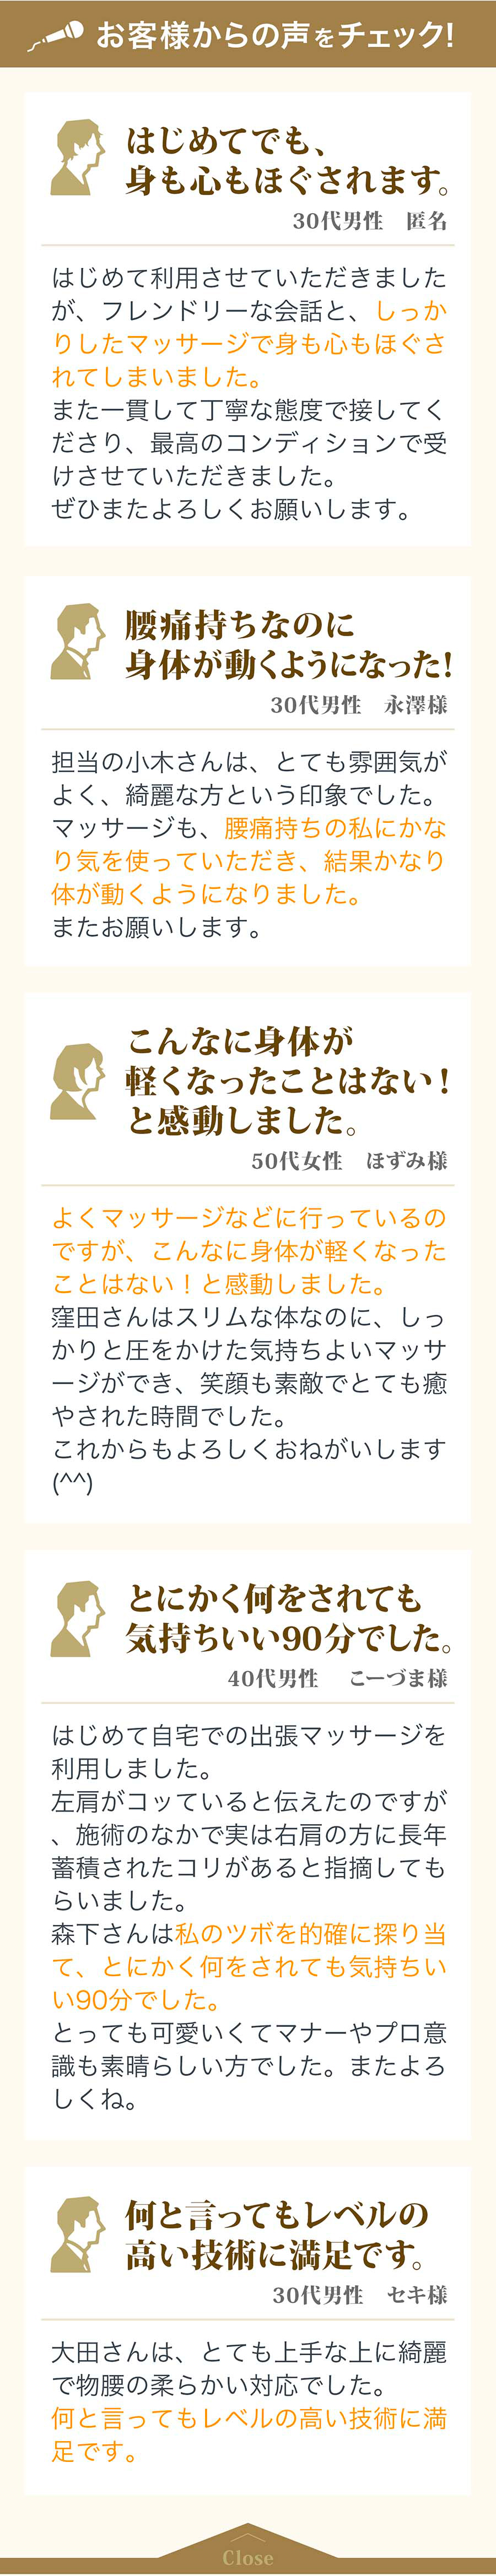 お客様からの声をチェック!
はじめてでも、
身も心もほぐされます。
30代男性　匿名
はじめて利用させていただきました
が、フレンドリーな会話と、しっか
りしたマッサージで身も心もほぐさ
れてしまいました。
また一貫して丁寧な態度で接してく
ださり、最高のコンディションで受
けさせていただきました。
ぜひまたよろしくお願いします。
腰痛持ちなのに
身体が動くようになった!
30代男性　永澤様
担当の小木さんは、とても雰囲気が
よく、綺麗な方という印象でした。
マッサージも、腰痛持ちの私にかな
り気を使っていただき、結果かなり
体が動くようになりました。
またお願いします。
こんなに身体が
軽くなったことはない！
と感動しました。
50代女性　ほずみ様
よくマッサージなどに行っているの
ですが、こんなに身体が軽くなった
ことはない！と感動しました。
窪田さんはスリムな体なのに、しっ
かりと圧をかけた気持ちよいマッサ
ージができ、笑顔も素敵でとても癒
やされた時間でした。
これからもよろしくおねがいします
(^^)
とにかく何をされても
気持ちいい90分でした。
40代男性　こーづま様
はじめて自宅での出張マッサージを
利用しました。
左肩がコッていると伝えたのですが
、施術のなかで実は右肩の方に長年
蓄積されたコリがあると指摘しても
らいました。
森下さんは私のツボを的確に探り当
て、とにかく何をされても気持ちい
い90分でした。
とっても可愛いくてマナーやプロ意
識も素晴らしい方でした。またよろ
しくね。
何と言ってもレベルの
高い技術に満足です。
30代男性　セキ様
大田さんは、とても上手な上に綺麗
で物腰の柔らかい対応でした。
何と言ってもレベルの高い技術に満
足です。
Close